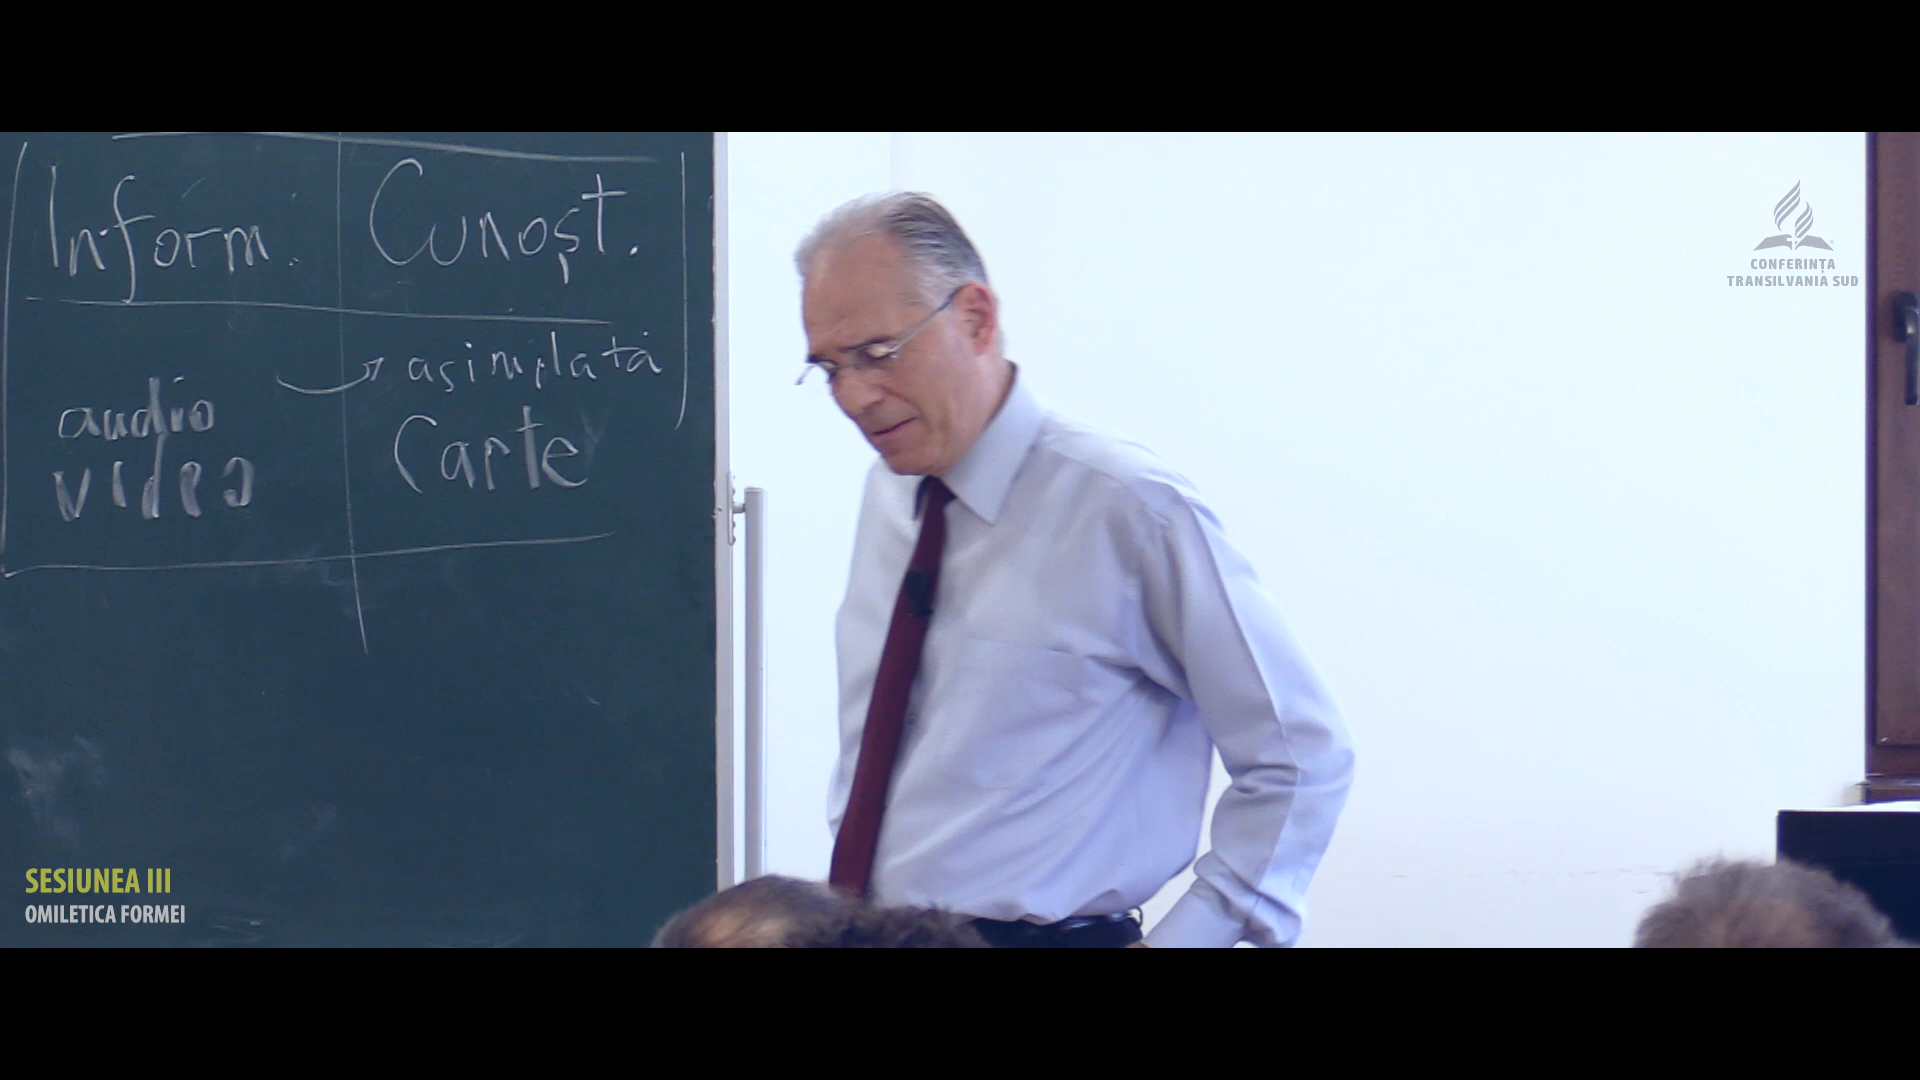 Inform.
Cunoșt.
asimilată
audio
Carte
video
CONFERINȚA
TRANSILVANIA SUD
SESIUNEA III
OMILETICA FORMEI